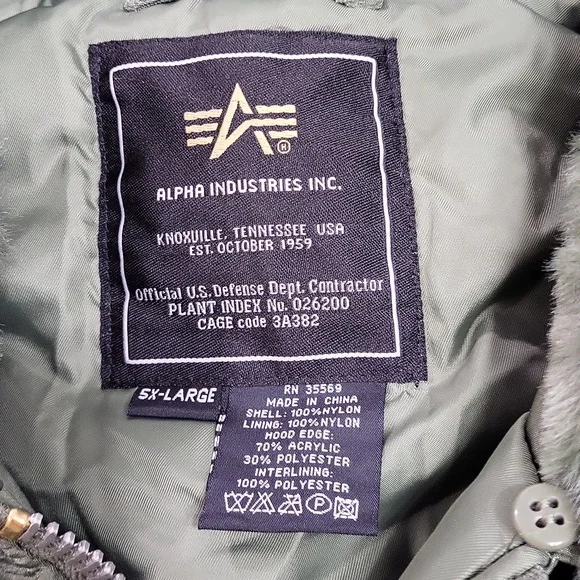 ALPHA INDUSTRIES INC.
KNOXVILLE, TENNESSEE USA
EST. OCTOBER 1959
Official U.S. Defense Dept. Contractor
PLANT INDEX No. 026200
CAGE code 3A382
5X-LARGE
RN 35569
MADE IN CHINA
SHELL: 100%NYLON
LINING: 100%NYLON
HOOD EDGE:
70% ACRYLIC
30% POLYESTER
INTERLINING:
100% POLYESTER